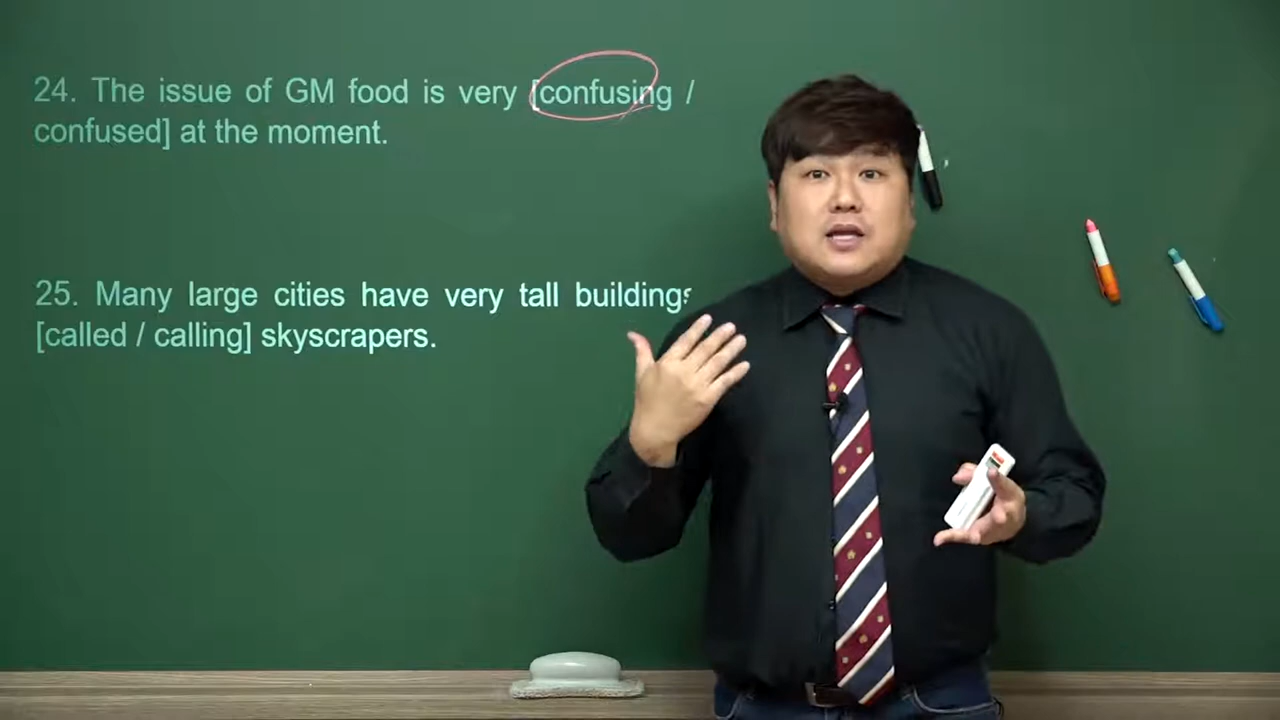 24. The issue of GM food is very [confusing /
confused] at the moment.
25. Many large cities have very tall buildings
[called / calling] skyscrapers.